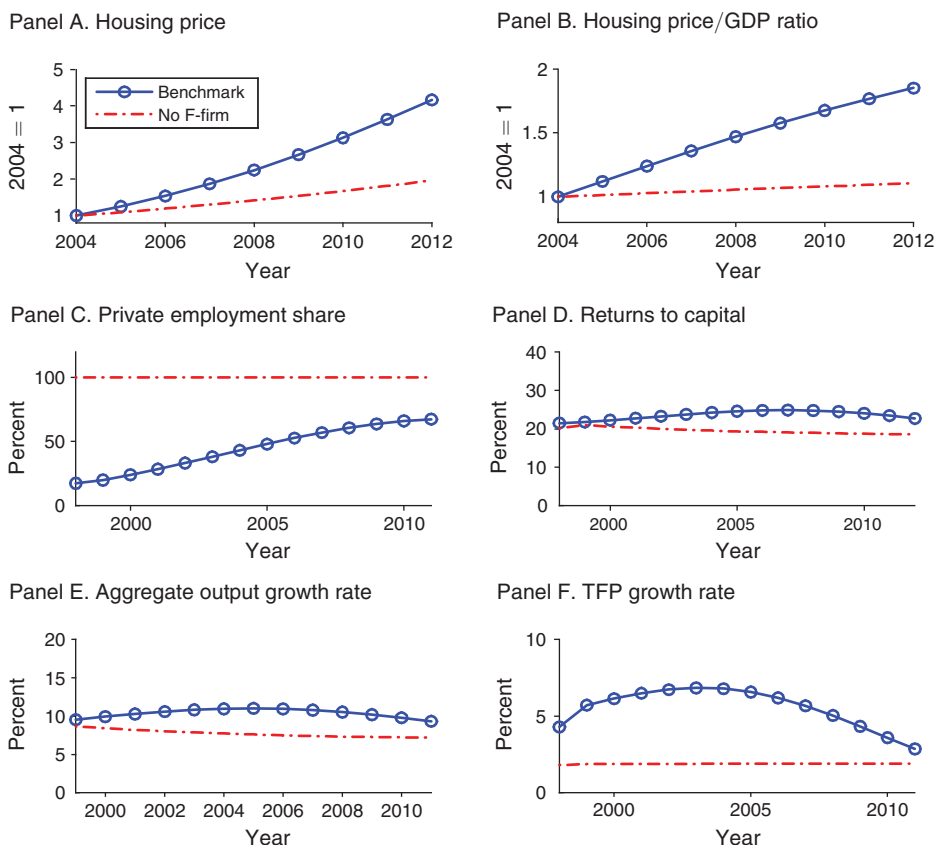 Panel A. Housing price
5
4
3
2
1
2004 = 1
Benchmark
No F-firm
2004 2006 2008 2010 2012
Year
Panel B. Housing price/GDP ratio
2
1.5
1
2004 = 1
2004 2006 2008 2010 2012
Year
Panel C. Private employment share
100
50
0
Percent
2000 2005 2010
Year
Panel D. Returns to capital
40
30
20
10
0
Percent
2000 2005 2010
Year
Panel E. Aggregate output growth rate
20
15
10
5
0
Percent
2000 2002 2004 2006 2008 2010
Year
Panel F. TFP growth rate
10
5
0
Percent
2000 2005 2010
Year